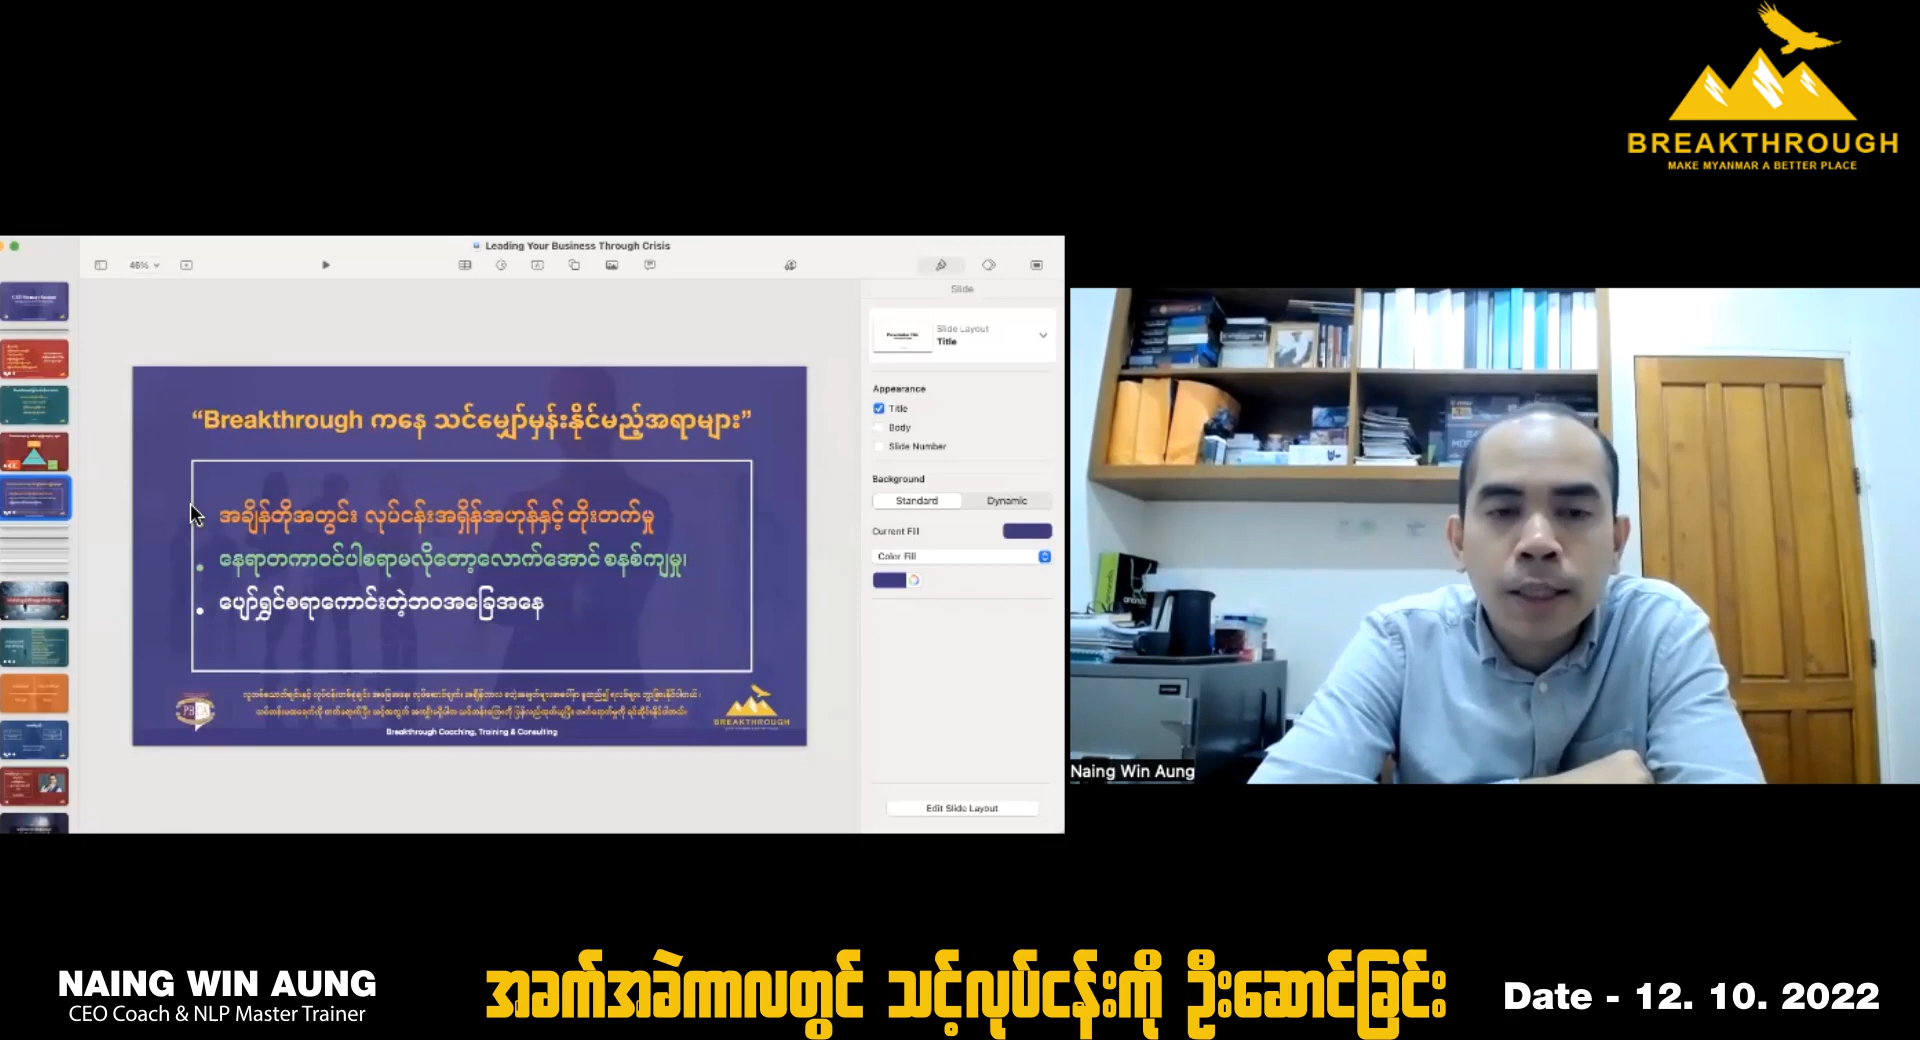 BREAKTHROUGH
MAKE MYANMAR A BETTER PLACE
Leading Your Business Through Crisis
46%
Slide
Slide Layout
Title
Appearance
Title
Body
Slide Number
Background
Standard Dynamic
Current Fill
Color Fill
Edit Slide Layout
“Breakthrough ကနေ သင်မျှော်မှန်းနိုင်မည့်အရာများ”
အချိန်တိုအတွင်း လုပ်ငန်းအရှိန်အဟုန်နှင့် တိုးတက်မှု
နေရာတကာဝင်ပါစရာမလိုတော့လောက်အောင် စနစ်ကျမှု၊
ပျော်ရွှင်စရာကောင်းတဲ့ဘဝအခြေအနေ
Breakthrough Coaching, Training & Consulting
BREAKTHROUGH
Naing Win Aung
NAING WIN AUNG
CEO Coach & NLP Master Trainer
အခက်အခဲကာလတွင် သင့်လုပ်ငန်းကို ဦးဆောင်ခြင်း
Date - 12. 10. 2022